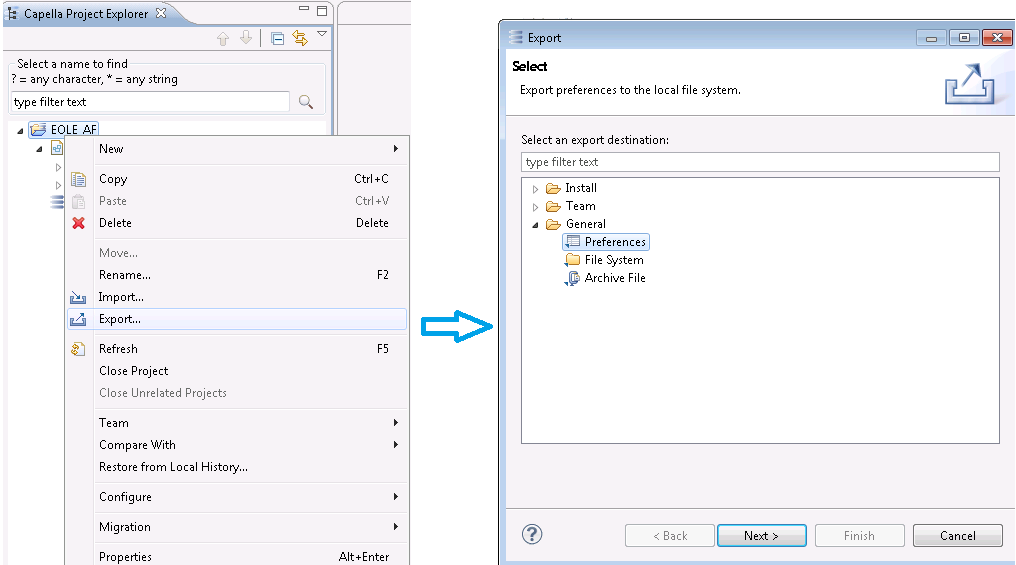 Capella Project Explorer
Select a name to find
? = any character, * = any string
type filter text
EOLE_AF
New
Copy Ctrl+C
Paste Ctrl+V
Delete Delete
Move...
Rename... F2
Import...
Export...
Refresh F5
Close Project
Close Unrelated Projects
Team
Compare With
Restore from Local History...
Configure
Migration
Properties Alt+Enter
Export
Select
Export preferences to the local file system.
Select an export destination:
type filter text
Install
Team
General
Preferences
File System
Archive File
? < Back Next > Finish Cancel